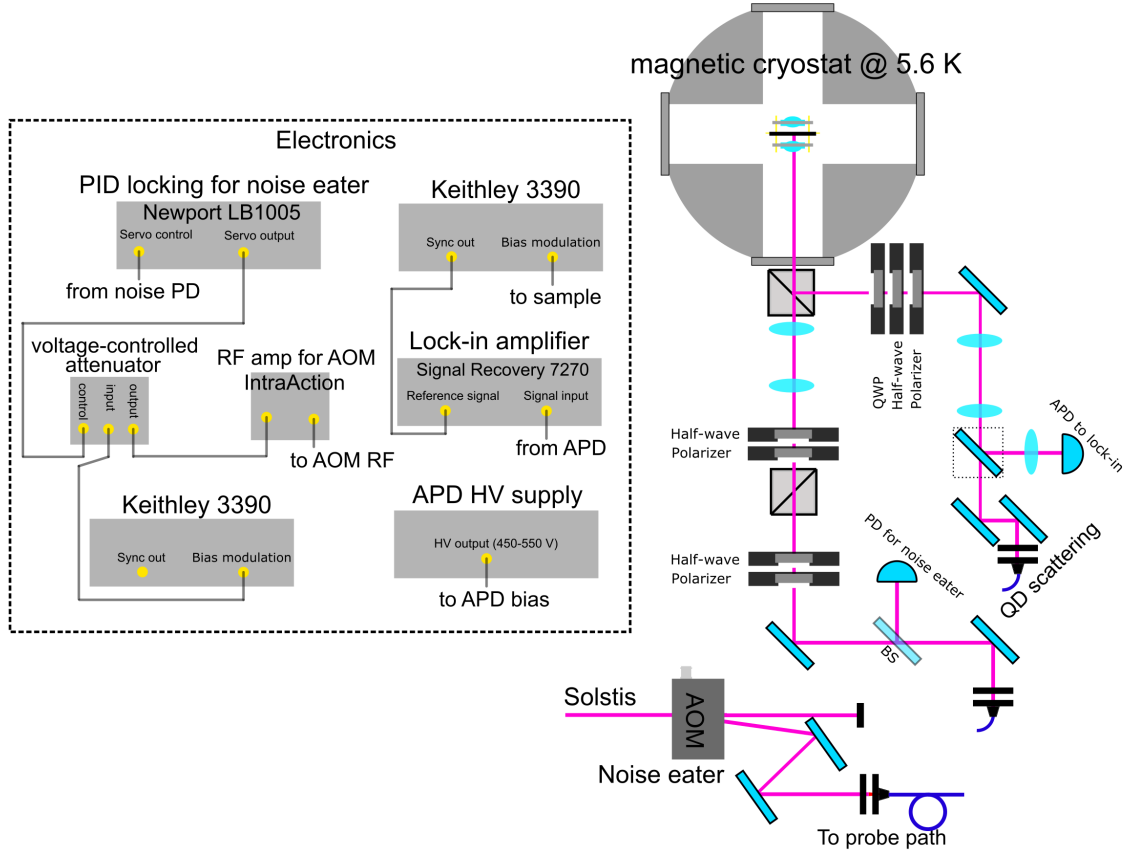 magnetic cryostat @ 5.6 K
Electronics
PID locking for noise eater
Newport LB1005
Servo control
Servo output
from noise PD
Keithley 3390
Sync out
Bias modulation
to sample
voltage-controlled
attenuator
control
input
output
RF amp for AOM
IntraAction
to AOM RF
Lock-in amplifier
Signal Recovery 7270
Reference signal
Signal input
from APD
Keithley 3390
Sync out
Bias modulation
APD HV supply
HV output (450-550 V)
to APD bias
QWP
Half-wave
Polarizer
Half-wave
Polarizer
APD to lock-in
Half-wave
Polarizer
PD for noise eater
QD scattering
BS
Solstis
AOM
Noise eater
To probe path